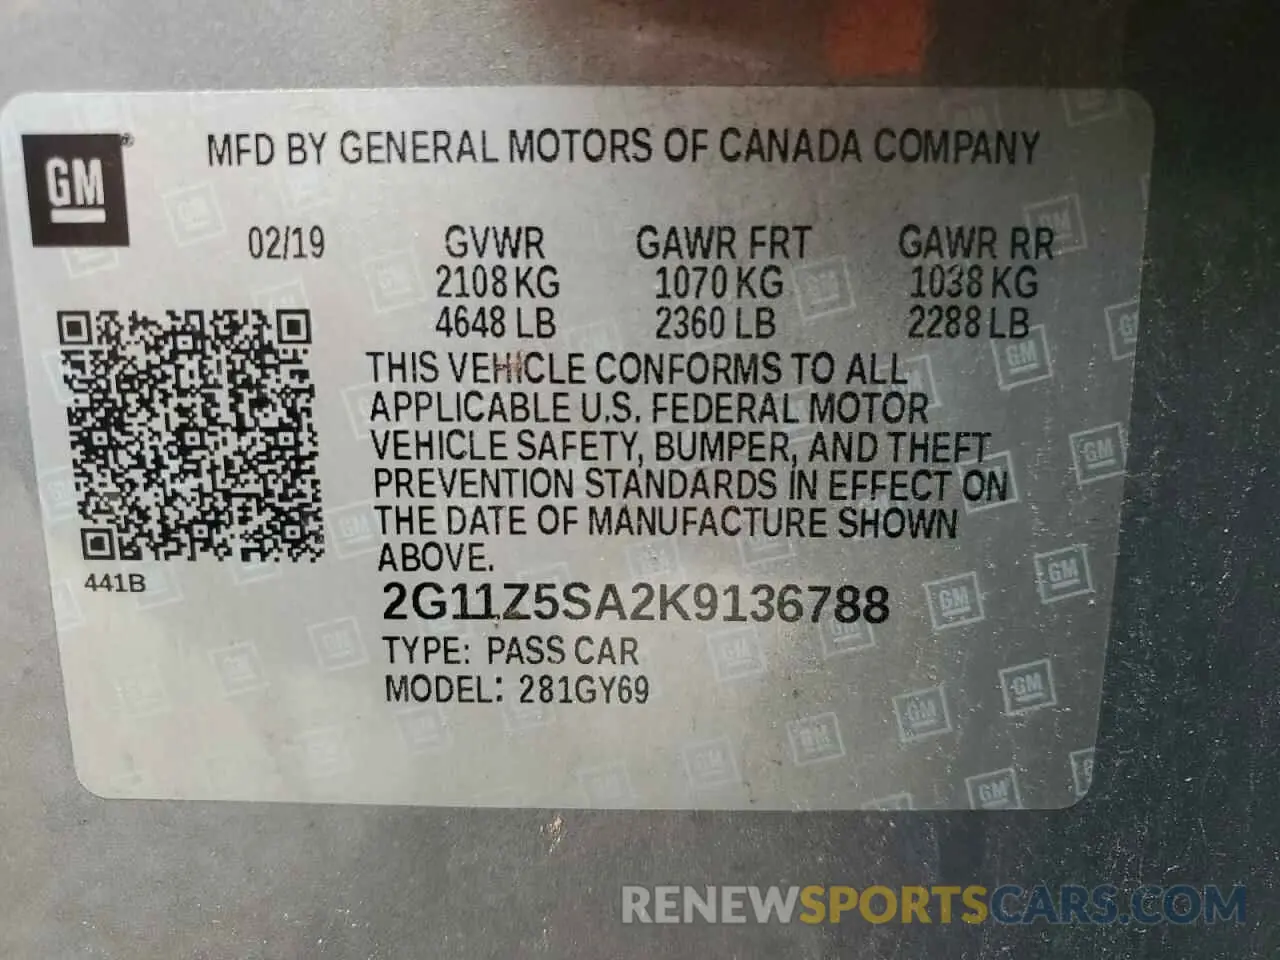 GM®
MFD BY GENERAL MOTORS OF CANADA COMPANY
02/19 GVWR GAWR FRT GAWR RR
2108 KG 1070 KG 1038 KG
4648 LB 2360 LB 2288 LB
THIS VEHICLE CONFORMS TO ALL
APPLICABLE U.S. FEDERAL MOTOR
VEHICLE SAFETY, BUMPER, AND THEFT
PREVENTION STANDARDS IN EFFECT ON
THE DATE OF MANUFACTURE SHOWN
ABOVE.
441B
2G11Z5SA2K9136788
TYPE: PASS CAR
MODEL: 281GY69
RENEWSPORTSCARS.COM